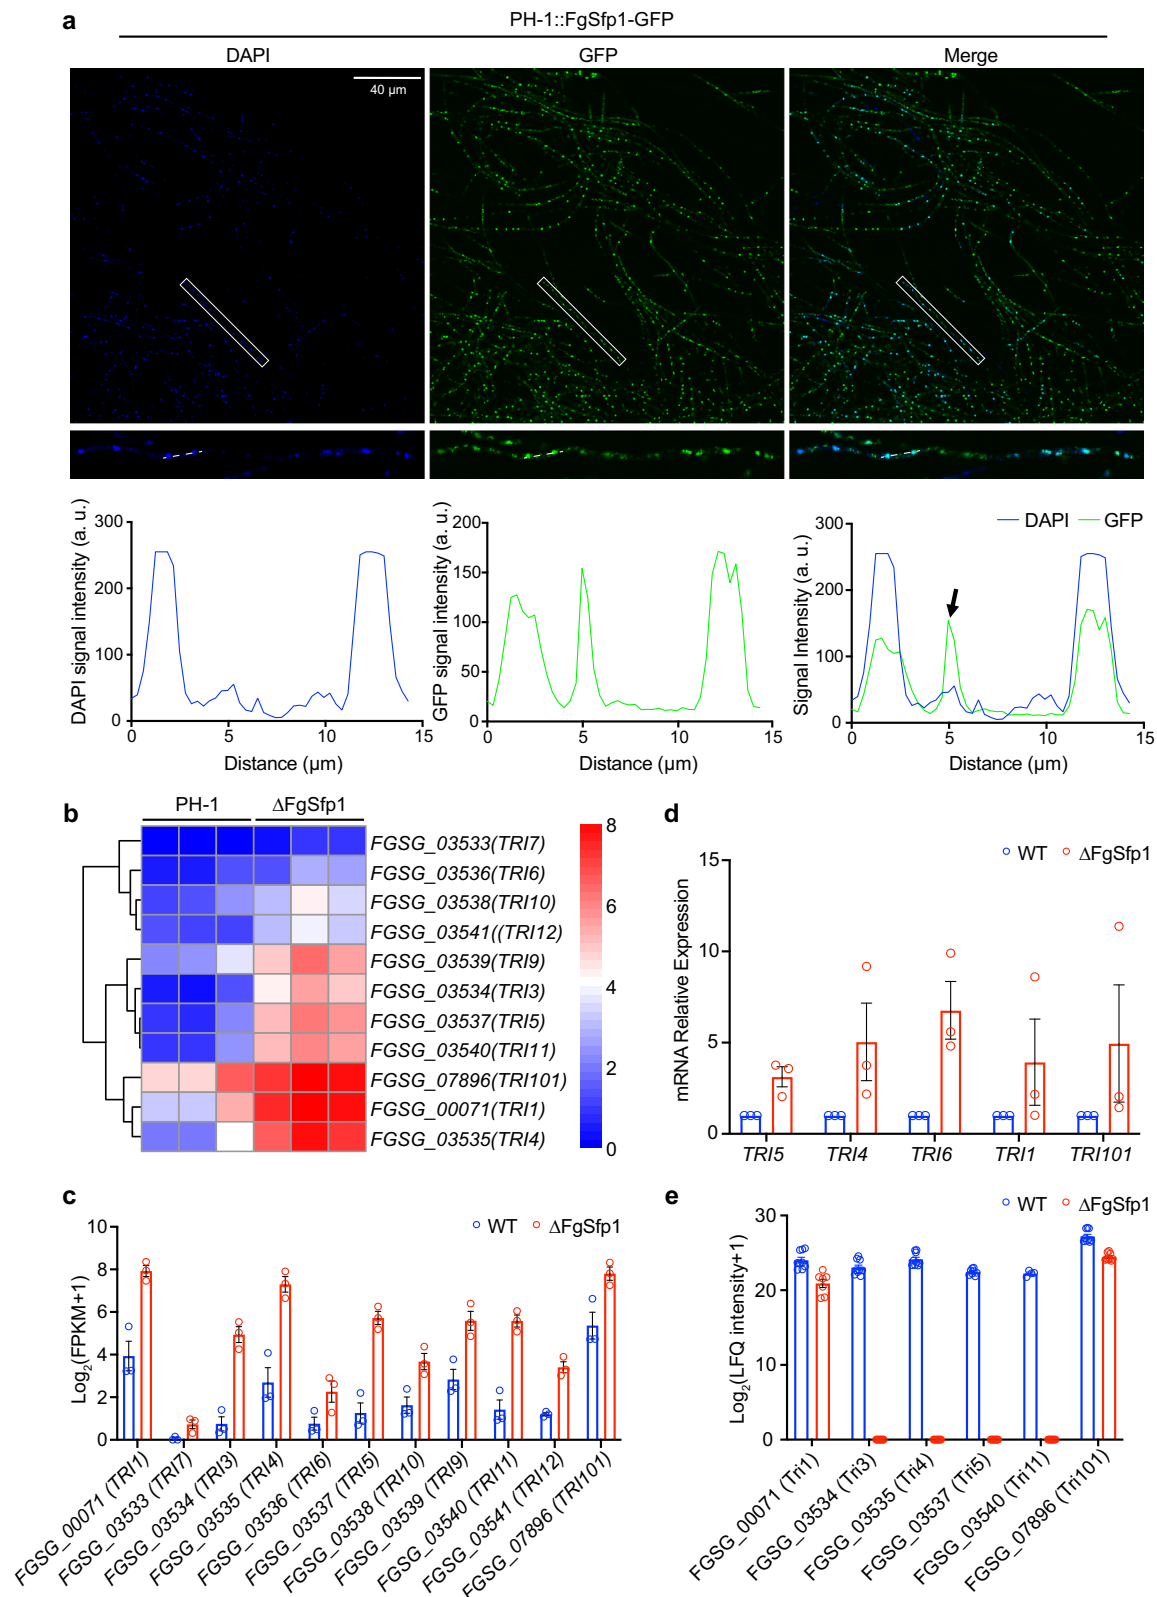 a
PH-1::FgSfp1-GFP
DAPI
GFP
Merge
40 µm
DAPI signal intensity (a. u.)
300
200
100
0
0 5 10 15
Distance (µm)
GFP signal intensity (a. u.)
200
150
100
50
0
0 5 10 15
Distance (µm)
Signal intensity (a. u.)
DAPI GFP
300
200
100
0
0 5 10 15
Distance (µm)
b
PH-1 ΔFgSfp1
FGSG_03533(TRI7)
FGSG_03536(TRI6)
FGSG_03538(TRI10)
FGSG_03541((TRI12)
FGSG_03539(TRI9)
FGSG_03534(TRI3)
FGSG_03537(TRI5)
FGSG_03540(TRI11)
FGSG_07896(TRI101)
FGSG_00071(TRI1)
FGSG_03535(TRI4)
8
6
4
2
0
d
WT ΔFgSfp1
mRNA Relative Expression
15
10
5
0
TRI5 TRI4 TRI6 TRI1 TRI101
c
WT ΔFgSfp1
Log2(FPKM+1)
10
8
6
4
2
0
FGSG_00071 (TRI1)
FGSG_03533 (TRI7)
FGSG_03534 (TRI3)
FGSG_03535 (TRI4)
FGSG_03536 (TRI6)
FGSG_03537 (TRI5)
FGSG_03538 (TRI10)
FGSG_03539 (TRI9)
FGSG_03540 (TRI11)
FGSG_03541 (TRI12)
FGSG_07896 (TRI101)
e
WT ΔFgSfp1
Log2(LFQ intensity+1)
30
20
10
0
FGSG_00071 (Tri1)
FGSG_03534 (Tri3)
FGSG_03535 (Tri4)
FGSG_03537 (Tri5)
FGSG_03540 (Tri11)
FGSG_07896 (Tri101)